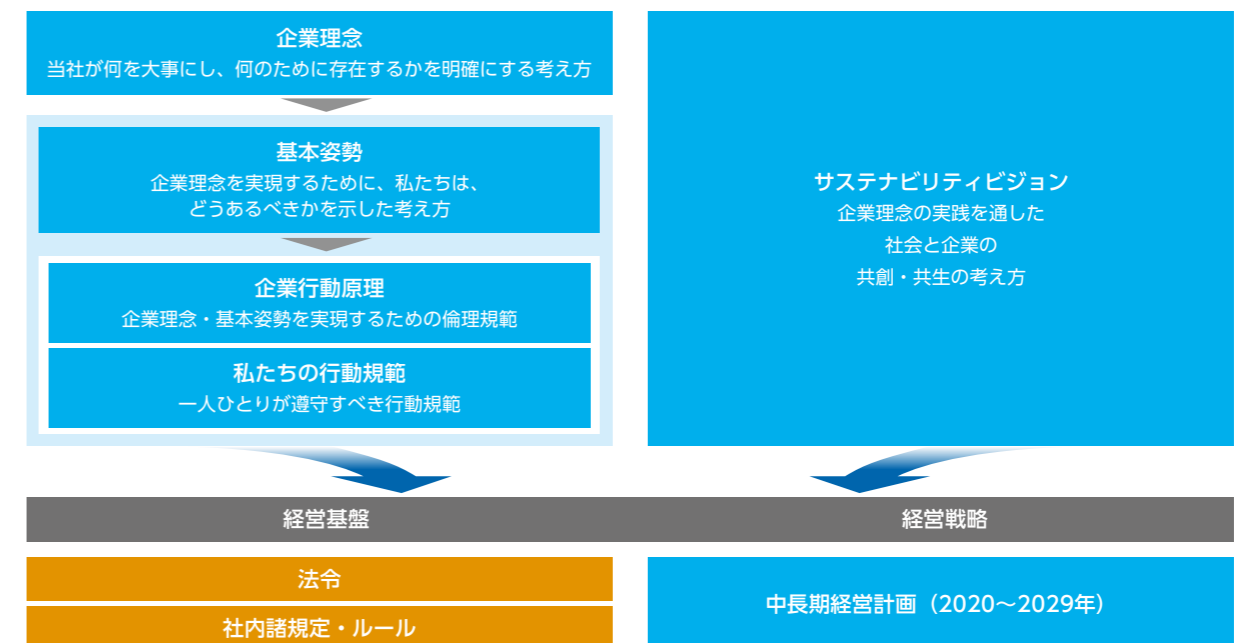 企業理念
当社が何を大事にし、何のために存在するかを明確にする考え方
基本姿勢
企業理念を実現するために、私たちは、
どうあるべきかを示した考え方
企業行動原理
企業理念・基本姿勢を実現するための倫理規範
私たちの行動規範
一人ひとりが遵守すべき行動規範
サステナビリティビジョン
企業理念の実践を通した
社会と企業の
共創・共生の考え方
経営基盤
経営戦略
法令
社内諸規定・ルール
中長期経営計画（2020〜2029年）